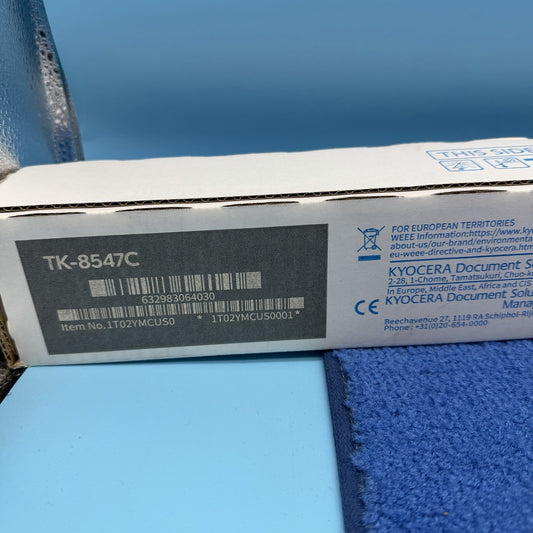 THIS SIDE
TK-8547C
632983064030
Item No.1T02YMCUS0 * 1T02YMCUS0001*
FOR EUROPEAN TERRITORIES
WEEE Information:https://www.kyo
about-us/our-brand/environmenta
eu-weee-directive-and-kyocera.htm
KYOCERA Document So
2-28, 1-Chome, Tamatsukuri, Chuo-k
In Europe, Middle East, Africa and CIS
CE KYOCERA Document Solu
Mana
Beechavenue 27, 1119 RA Schiphol-Rij
Phone: +31(0)20-654-0000